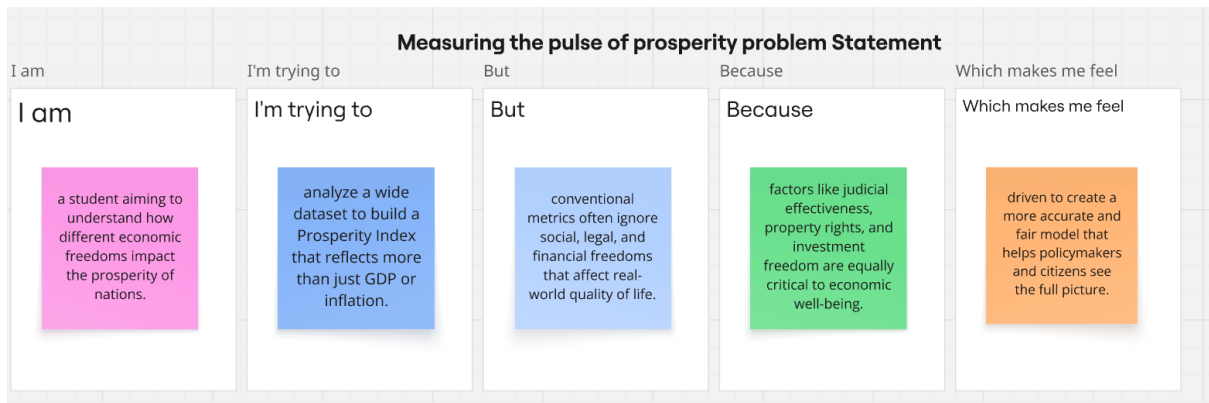 Measuring the pulse of prosperity problem Statement
I am
I'm trying to
But
Because
Which makes me feel
I am
a student aiming to
understand how
different economic
freedoms impact
the prosperity of
nations.
I'm trying to
analyze a wide
dataset to build a
Prosperity Index
that reflects more
than just GDP or
inflation.
But
conventional
metrics often ignore
social, legal, and
financial freedoms
that affect real-
world quality of life.
Because
factors like judicial
effectiveness,
property rights, and
investment
freedom are equally
critical to economic
well-being.
Which makes me feel
driven to create a
more accurate and
fair model that
helps policymakers
and citizens see
the full picture.